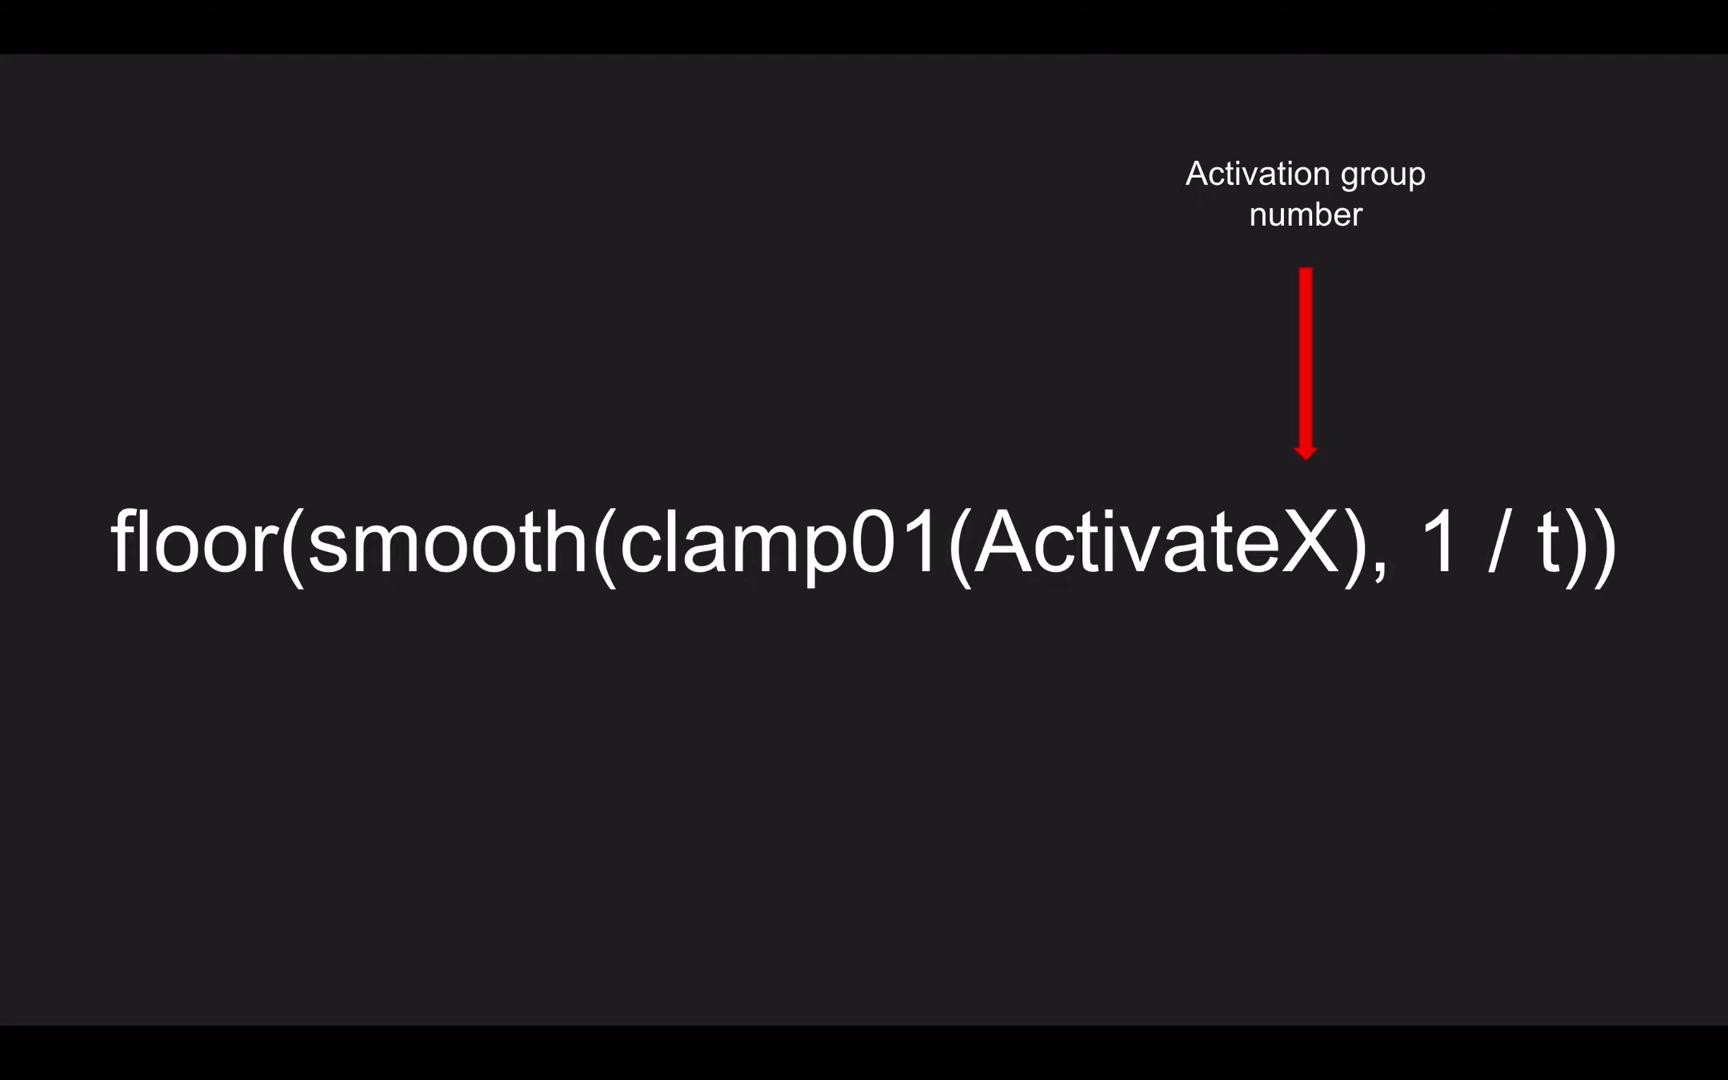 Activation group
number
floor(smooth(clamp01(ActivateX), 1 / t))